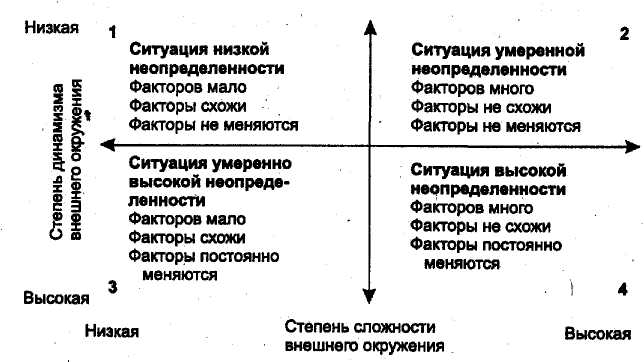 Низкая
1
Ситуация низкой
неопределенности
Факторов мало
Факторы схожи
Факторы не меняются
2
Ситуация умеренной
неопределенности
Факторов много
Факторы не схожи
Факторы не меняются
Степень динамизма
внешнего окружения
Ситуация умеренно
высокой неопреде-
ленности
Факторов мало
Факторы схожи
Факторы постоянно
меняются
3
Ситуация высокой
неопределенности
Факторов много
Факторы не схожи
Факторы постоянно
меняются
4
Высокая
Низкая
Степень сложности
внешнего окружения
Высокая